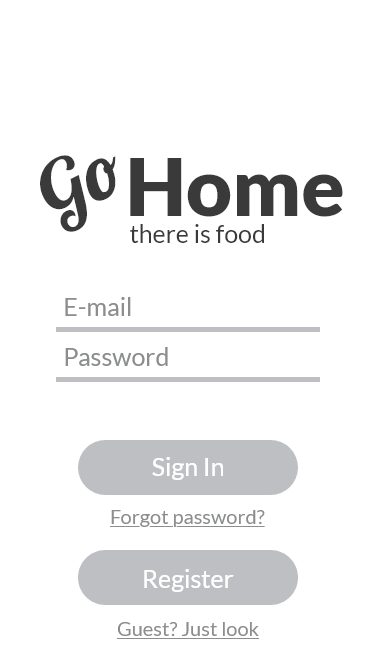 Go Home
there is food
E-mail
Password
Sign In
Forgot password?
Register
Guest? Just look